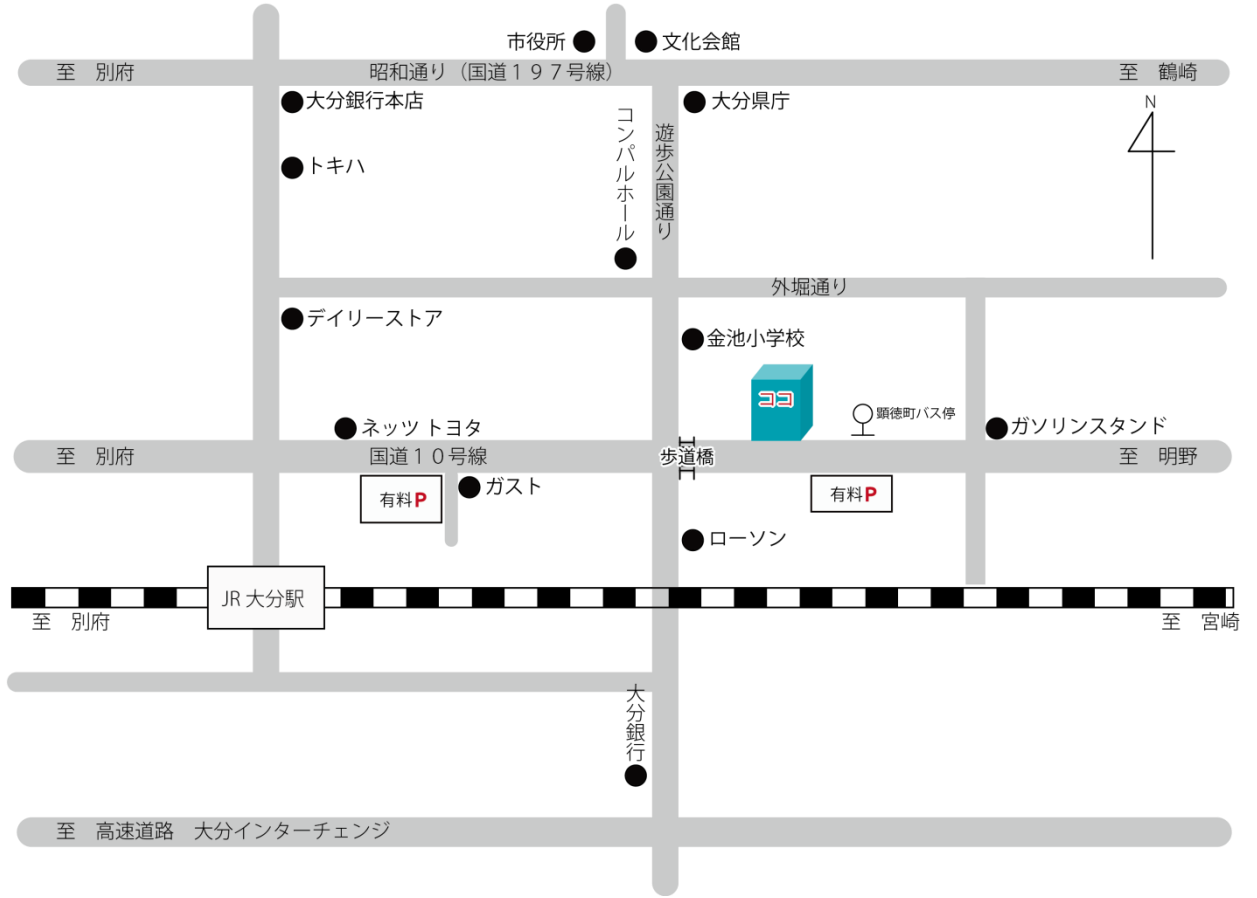 市役所
文化会館
至　別府
昭和通り（国道１９７号線）
至　鶴崎
大分銀行本店
コンパルホール
遊歩公園通り
大分県庁
N
トキハ
外堀通り
デイリーストア
金池小学校
ココ
顕徳町バス停
ネッツ トヨタ
ガソリンスタンド
至　別府
国道１０号線
歩道橋
至　明野
有料P
ガスト
有料P
ローソン
JR 大分駅
至　別府
至　宮崎
大分銀行
至　高速道路　大分インターチェンジ